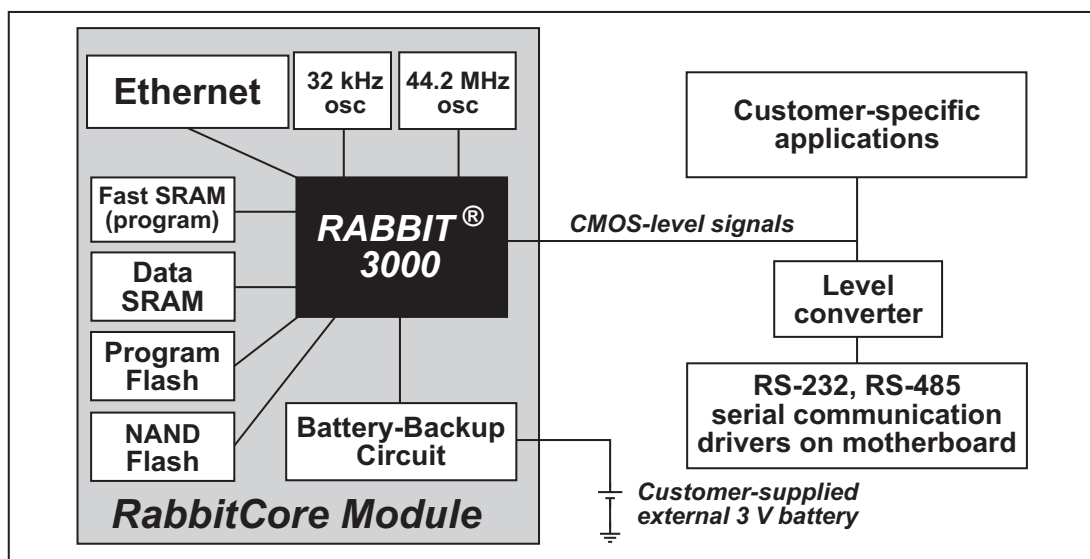 Ethernet
32 kHz
osc
44.2 MHz
osc
Fast SRAM
(program)
Data
SRAM
Program
Flash
NAND
Flash
RABBIT ®
3000
Battery-Backup
Circuit
RabbitCore Module
CMOS-level signals
Customer-specific
applications
Level
converter
RS-232, RS-485
serial communication
drivers on motherboard
Customer-supplied
external 3 V battery